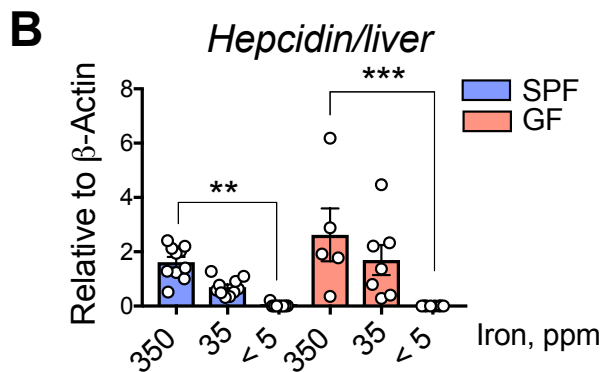 B
Hepcidin/liver
Relative to β-Actin
8
6
4
2
0
**
***
SPF
GF
350
35
< 5
350
35
< 5
Iron, ppm